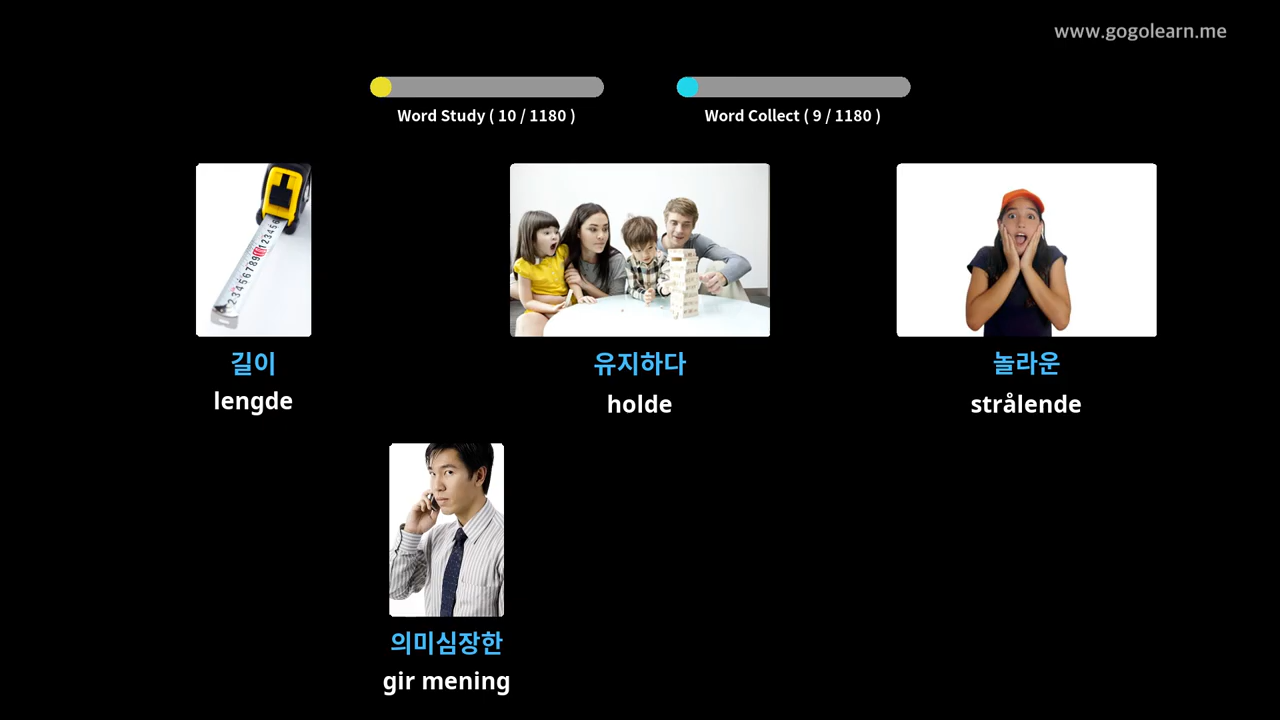 www.gogolearn.me
Word Study ( 10 / 1180 )
Word Collect ( 9 / 1180 )
길이
lengde
유지하다
holde
놀라운
strålende
의미심장한
gir mening